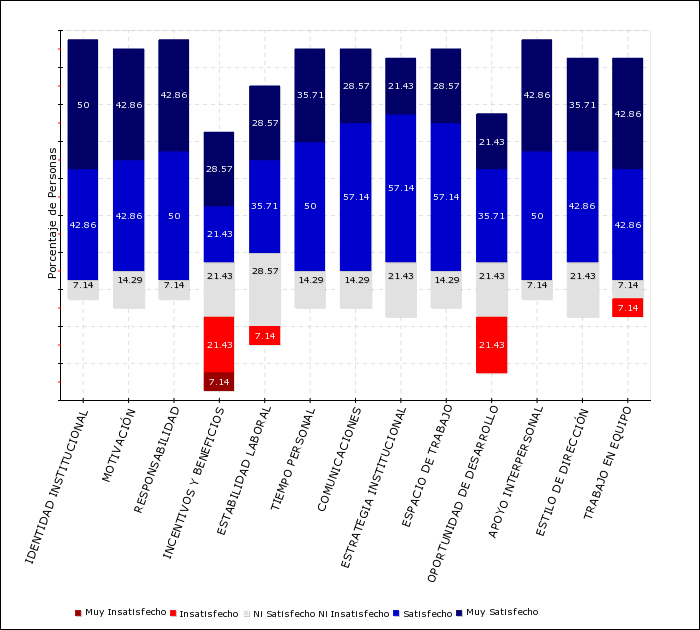 Porcentaje de Personas
50 42.86 7.14
42.86 42.86 14.29
42.86 50 7.14
28.57 21.43 21.43 21.43 7.14
28.57 35.71 28.57 7.14
35.71 50 14.29
28.57 57.14 14.29
21.43 57.14 21.43
28.57 57.14 14.29
21.43 35.71 21.43 21.43
42.86 50 7.14
35.71 42.86 21.43
42.86 42.86 7.14 7.14
IDENTIDAD INSTITUCIONAL
MOTIVACIÓN
RESPONSABILIDAD
INCENTIVOS Y BENEFICIOS
ESTABILIDAD LABORAL
TIEMPO PERSONAL
COMUNICACIONES
ESTRATEGIA INSTITUCIONAL
ESPACIO DE TRABAJO
OPORTUNIDAD DE DESARROLLO
APOYO INTERPERSONAL
ESTILO DE DIRECCIÓN
TRABAJO EN EQUIPO
Muy Insatisfecho Insatisfecho Ni Satisfecho Ni Insatisfecho Satisfecho Muy Satisfecho